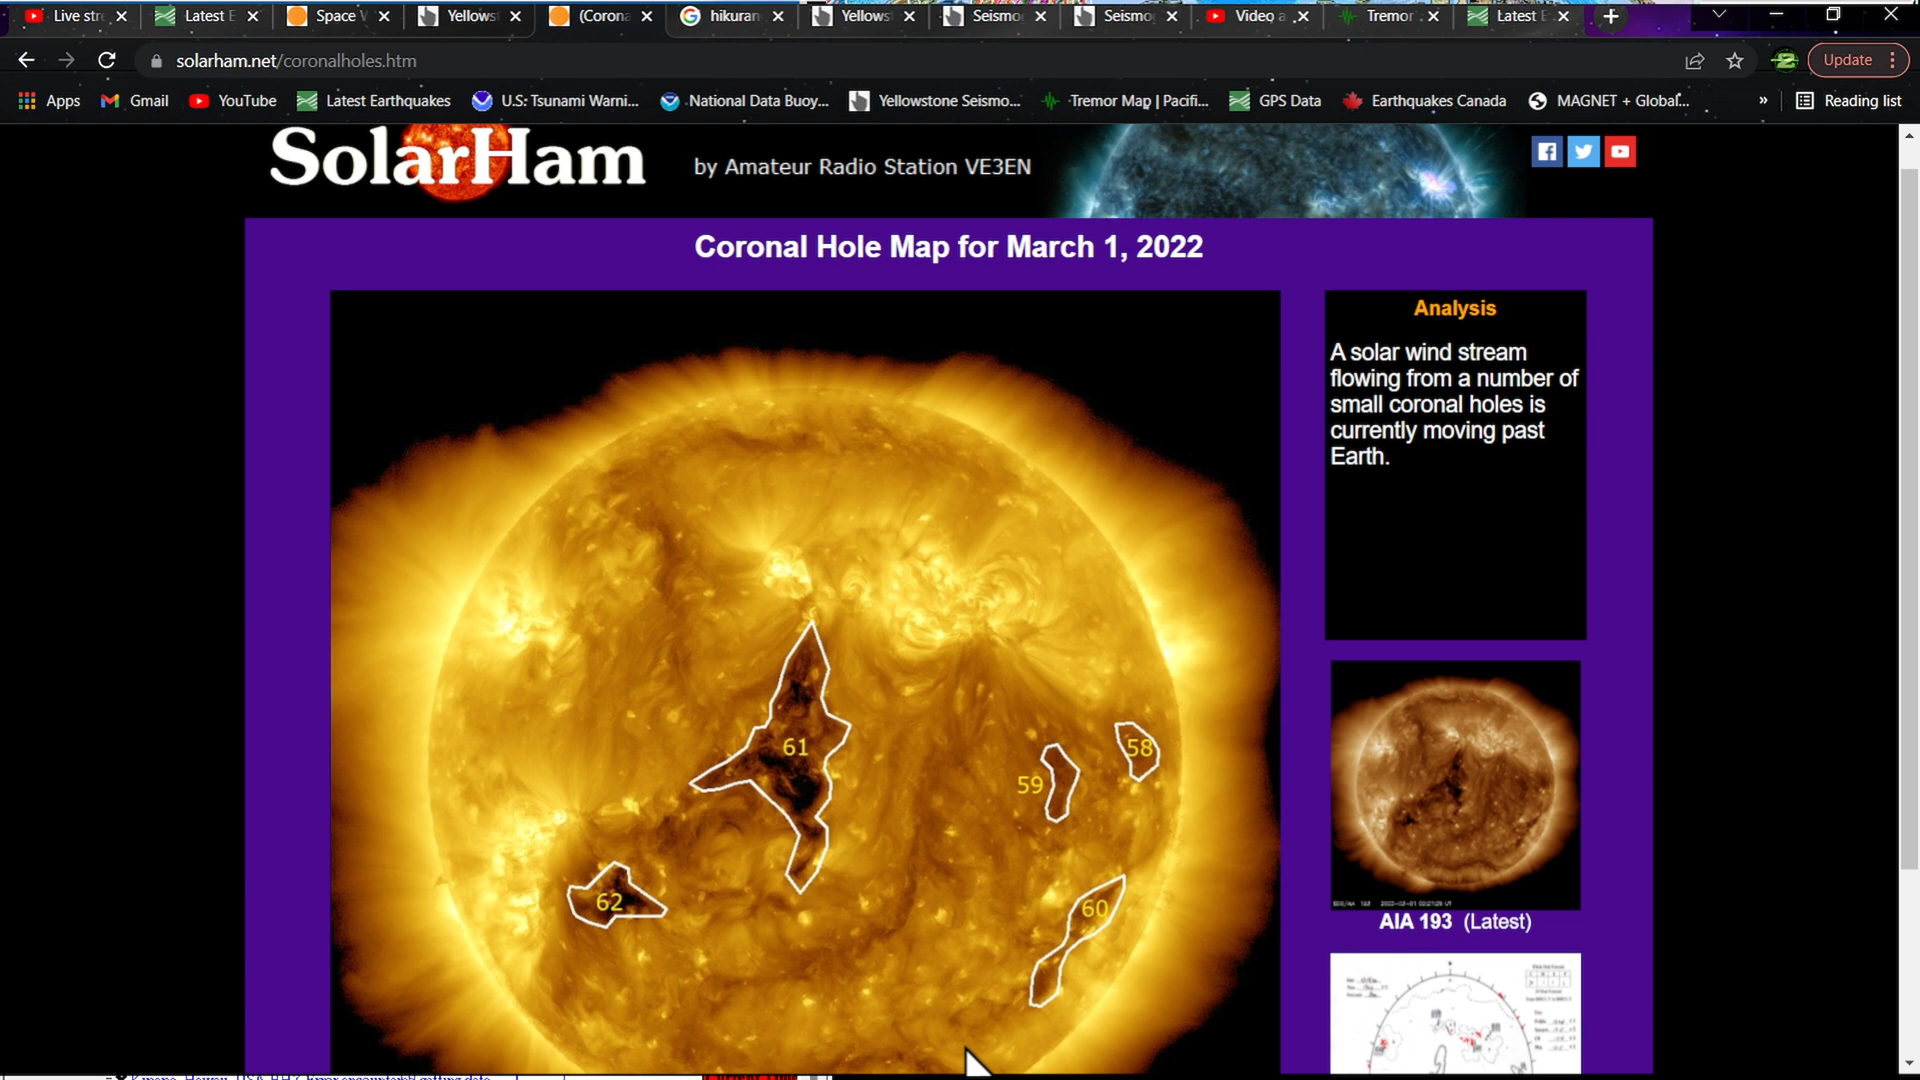 Live stre
Latest E
Space W
Yellows
(Corona
hikuran
Yellows
Seismo
Seismo
Video a
Tremor
Latest E
solarham.net/coronalholes.htm
Update
Apps
Gmail
YouTube
Latest Earthquakes
U.S. Tsunami Warni...
National Data Buoy...
Yellowstone Seismo...
Tremor Map | Pacifi...
GPS Data
Earthquakes Canada
MAGNET + Global...
»
Reading list
SolarHam
by Amateur Radio Station VE3EN
Coronal Hole Map for March 1, 2022
Analysis
A solar wind stream
flowing from a number of
small coronal holes is
currently moving past
Earth.
61
58
59
62
60
AIA 193 (Latest)